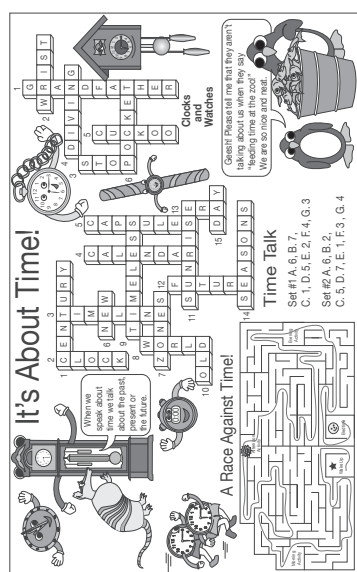 It's About Time!
When we
speak about
time we talk
about the past,
present or
the future.
CENTURY
NEW
TIMELESS
ZONES
SUNRISE
OLD
DAY
SEASONS
WRIST
DIVING
POCKET
Clocks
and
Watches
A Race Against Time!
Wake Up
Time Talk
Set #1 A. 6, B. 7,
C. 1, D. 5, E. 2, F. 4, G. 3
Set #2 A. 6, B. 2,
C. 5, D. 7, E. 1, F. 3 , G. 4
Geesh! Please tell me that they aren't
talking about us when they say
"feeding time at the zoo!"
We are so nice and neat.